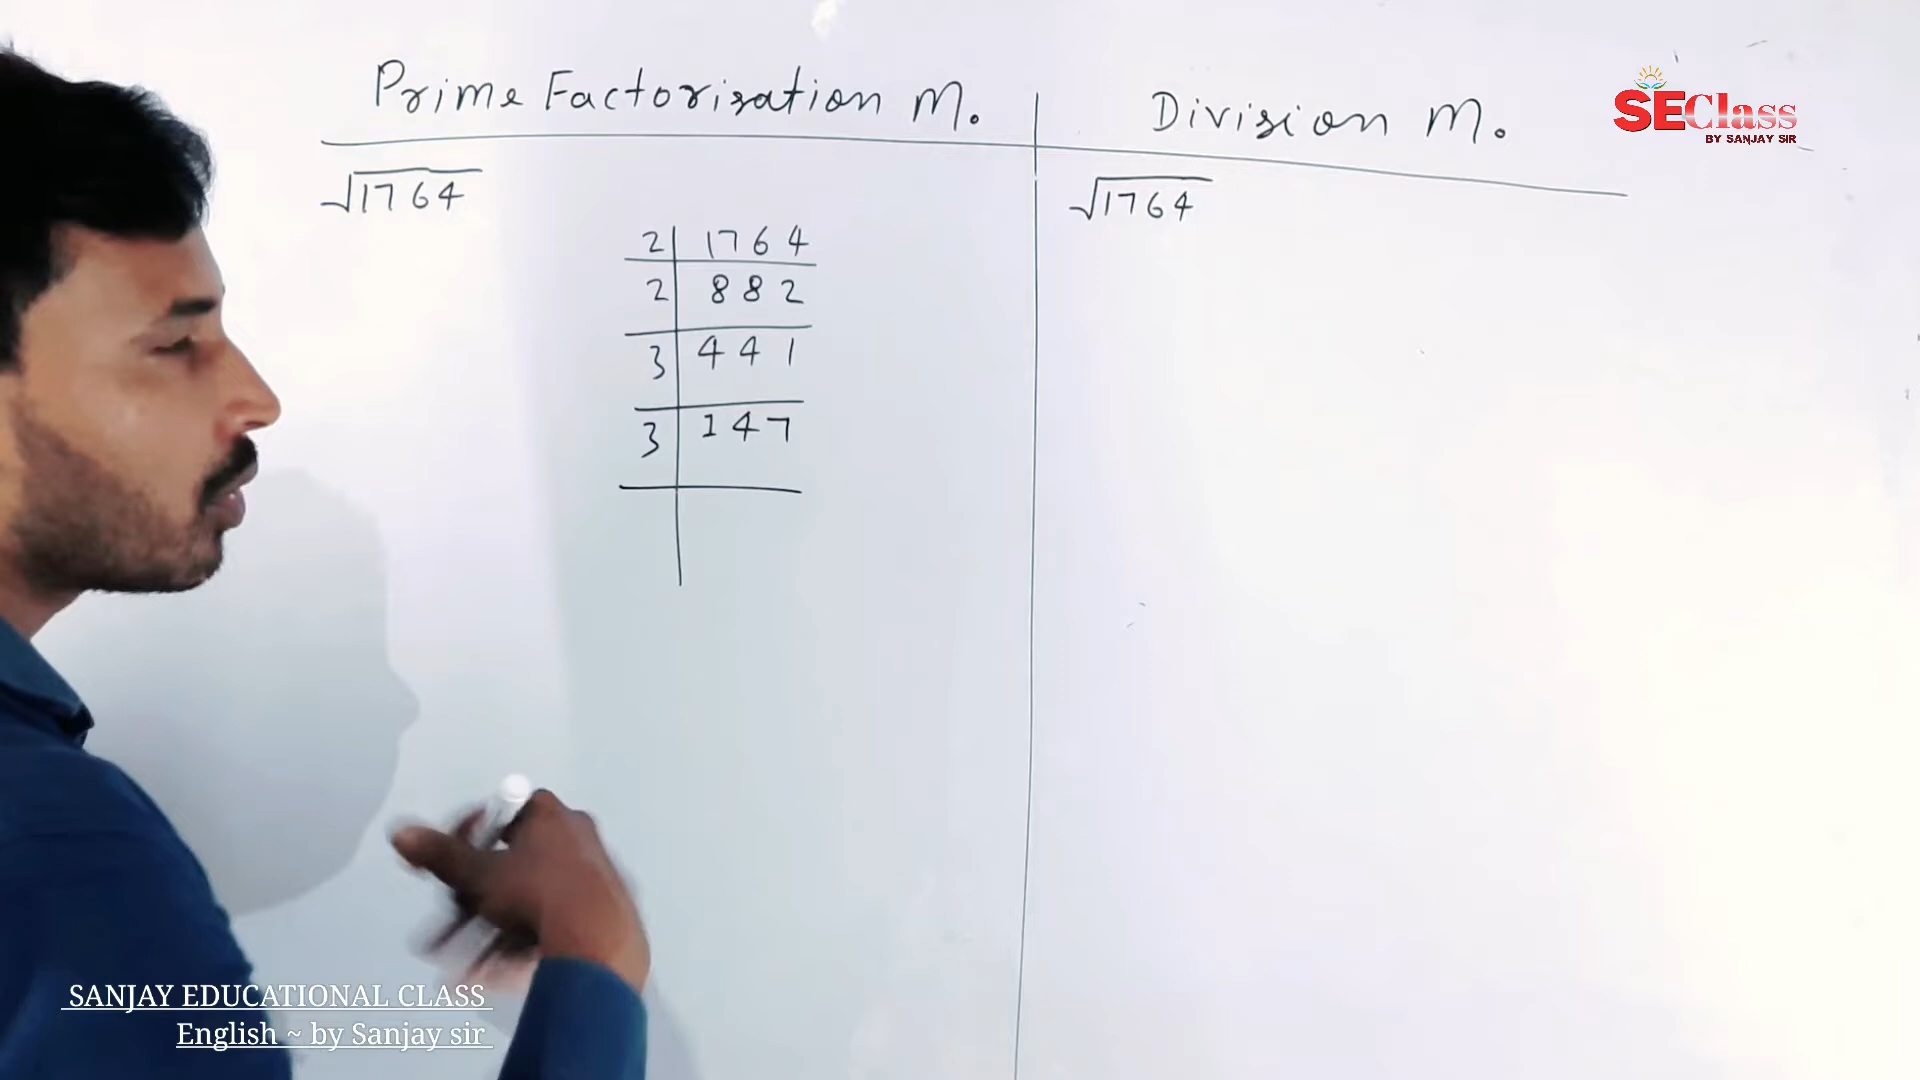 Prime Factorisation M.
√1764
2 | 1764
2 | 882
3 | 441
3 | 147
Division M.
√1764
SEClass
BY SANJAY SIR
SANJAY EDUCATIONAL CLASS
English ~ by Sanjay sir